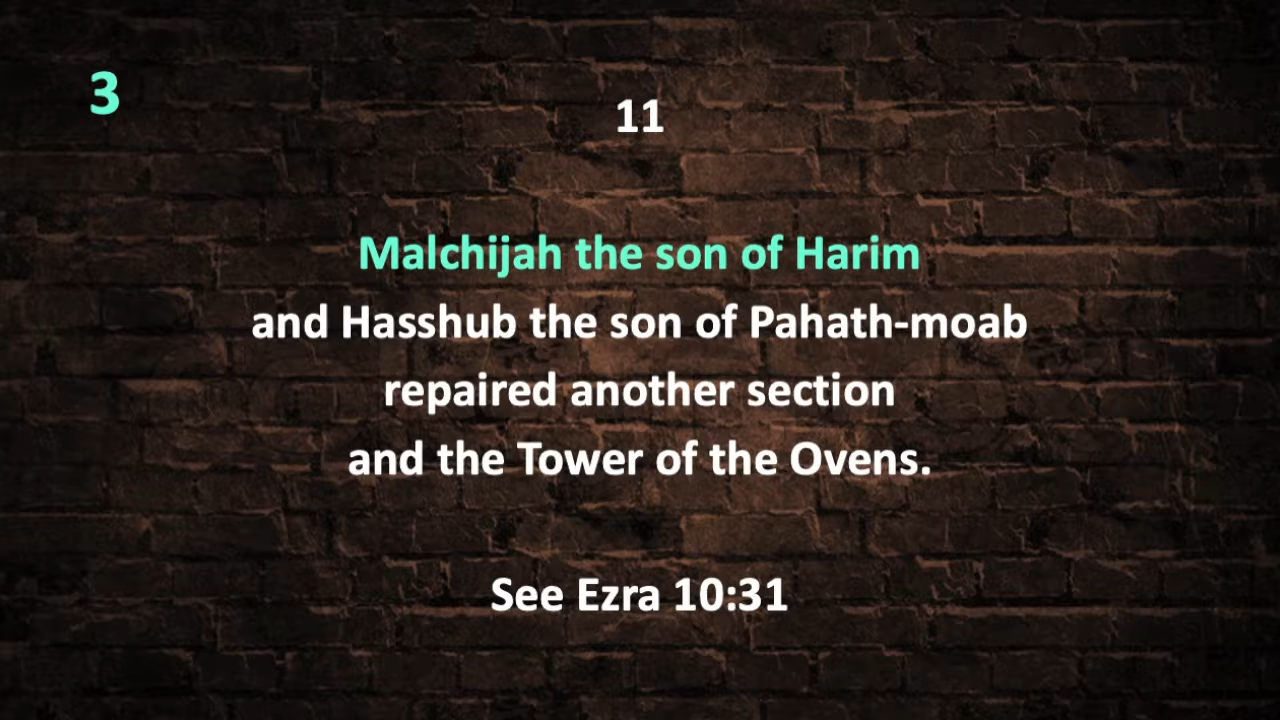 3
11
Malchijah the son of Harim
and Hasshub the son of Pahath-moab
repaired another section
and the Tower of the Ovens.
See Ezra 10:31